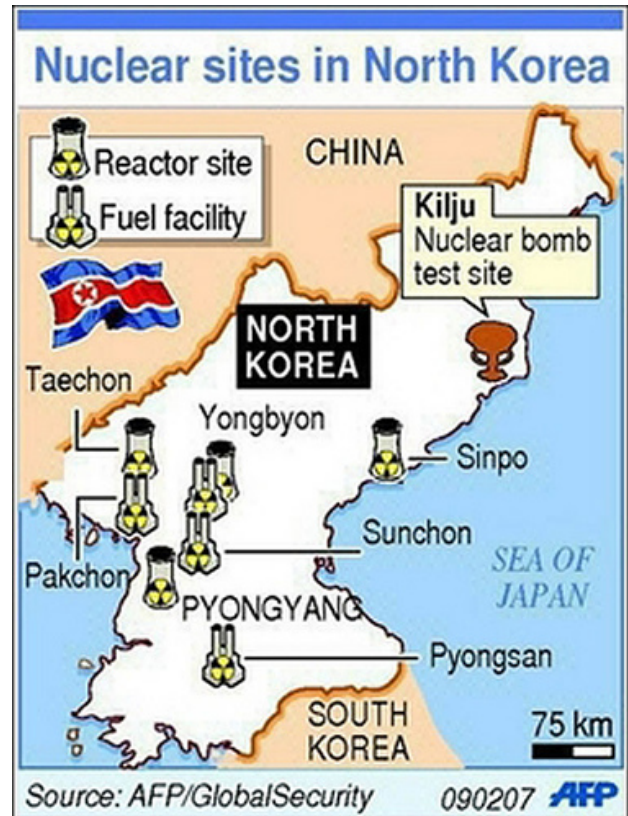 Nuclear sites in North Korea
Reactor site
Fuel facility
CHINA
Kilju
Nuclear bomb
test site
NORTH
KOREA
Taechon
Yongbyon
Sinpo
Sunchon
SEA OF
JAPAN
Pakchon
PYONGYANG
Pyongsan
SOUTH
KOREA
75 km
Source: AFP/GlobalSecurity
090207 AFP